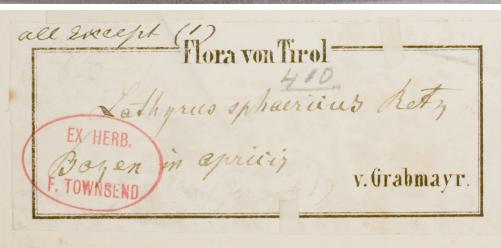 all except (1)
Flora von Tirol
410
Lathyrus sphaericus Retz
EX HERB.
Bozen in apricis
F. TOWNSEND
v. Grabmayr.